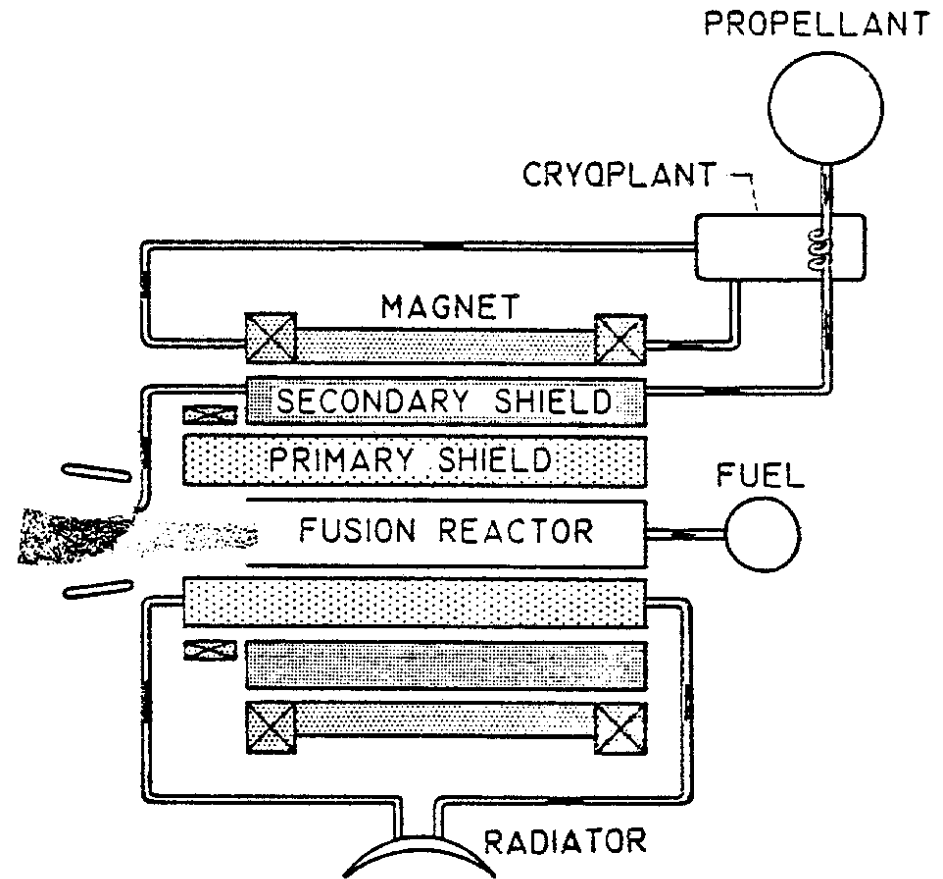 PROPELLANT
CRYOPLANT
MAGNET
SECONDARY SHIELD
PRIMARY SHIELD
FUEL
FUSION REACTOR
RADIATOR